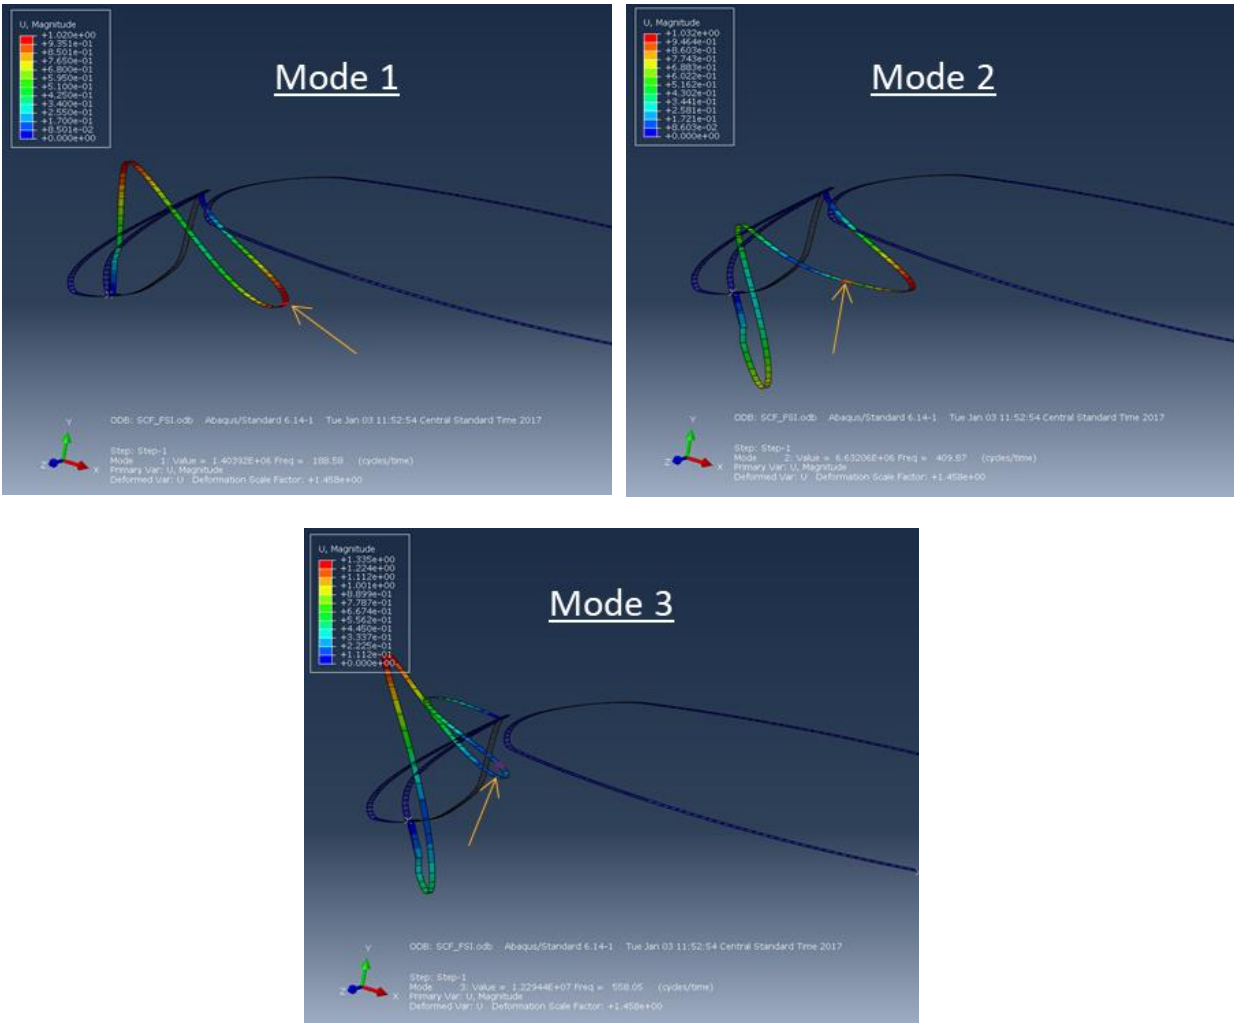 U, Magnitude
+1.020e+00
+9.351e-01
+8.501e-01
+7.650e-01
+6.800e-01
+5.950e-01
+5.100e-01
+4.250e-01
+3.400e-01
+2.550e-01
+1.700e-01
+8.501e-02
+0.000e+00
Mode 1
Y
Z
X
ODB: SCF_FSI.odb Abaqus/Standard 6.14-1 Tue Jan 03 11:52:54 Central Standard Time 2017
Step: Step-1
Mode 1: Value = 1.40392E+06 Freq = 188.58 (cycles/time)
Primary Var: U, Magnitude
Deformed Var: U Deformation Scale Factor: +1.458e+00
U, Magnitude
+1.032e+00
+9.464e-01
+8.603e-01
+7.743e-01
+6.883e-01
+6.022e-01
+5.162e-01
+4.302e-01
+3.441e-01
+2.581e-01
+1.721e-01
+8.603e-02
+0.000e+00
Mode 2
Y
Z
X
ODB: SCF_FSI.odb Abaqus/Standard 6.14-1 Tue Jan 03 11:52:54 Central Standard Time 2017
Step: Step-1
Mode 2: Value = 6.63206E+06 Freq = 409.87 (cycles/time)
Primary Var: U, Magnitude
Deformed Var: U Deformation Scale Factor: +1.458e+00
U, Magnitude
+1.335e+00
+1.224e+00
+1.112e+00
+1.001e+00
+8.899e-01
+7.787e-01
+6.674e-01
+5.562e-01
+4.450e-01
+3.337e-01
+2.225e-01
+1.112e-01
+0.000e+00
Mode 3
Y
Z
X
ODB: SCF_FSI.odb Abaqus/Standard 6.14-1 Tue Jan 03 11:52:54 Central Standard Time 2017
Step: Step-1
Mode 3: Value = 1.22944E+07 Freq = 558.05 (cycles/time)
Primary Var: U, Magnitude
Deformed Var: U Deformation Scale Factor: +1.458e+00